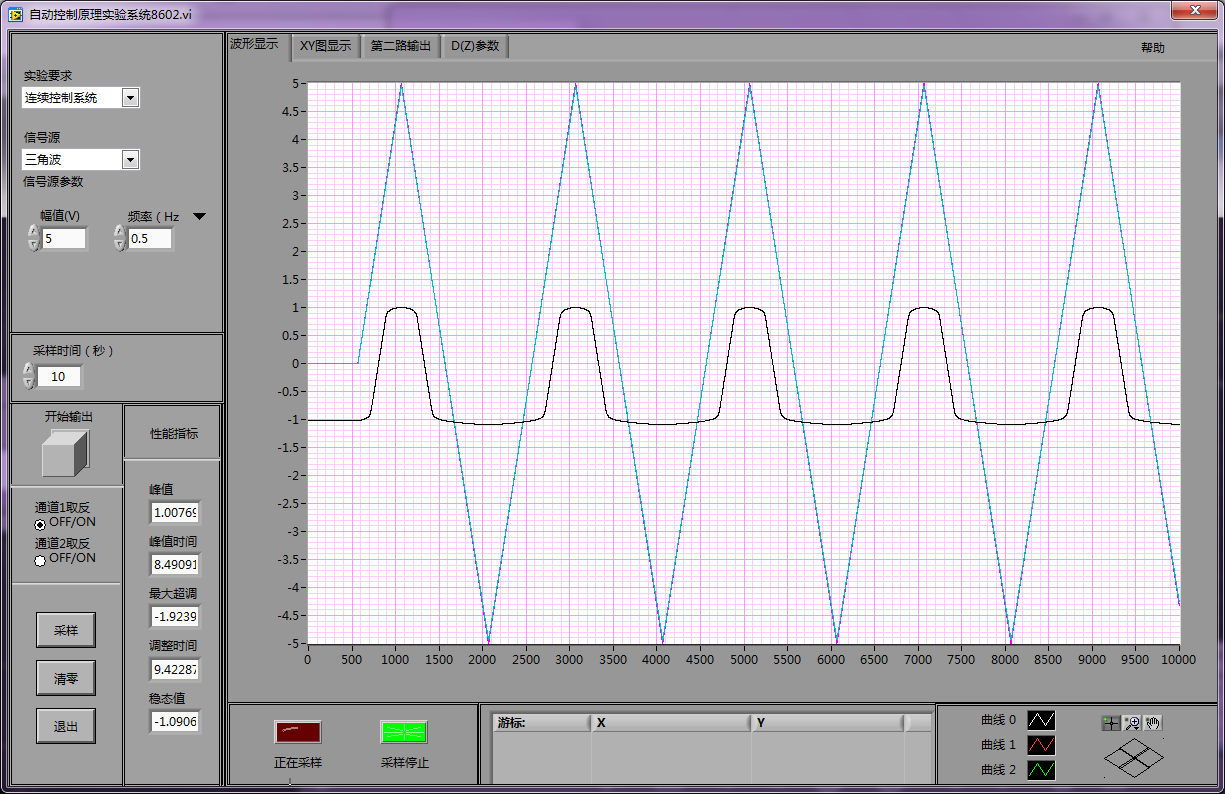 自动控制原理实验系统8602.vi
波形显示
XY图显示
第二路输出
D(Z)参数
帮助
实验要求
连续控制系统
信号源
三角波
信号源参数
幅值(V)
频率（Hz
5
0.5
采样时间（秒）
10
开始输出
通道1取反
OFF/ON
通道2取反
OFF/ON
采样
清零
退出
性能指标
峰值
1.00769
峰值时间
8.49091
最大超调
-1.9239
调整时间
9.42287
稳态值
-1.0906
5
4.5
4
3.5
3
2.5
2
1.5
1
0.5
0
-0.5
-1
-1.5
-2
-2.5
-3
-3.5
-4
-4.5
-5
0 500 1000 1500 2000 2500 3000 3500 4000 4500 5000 5500 6000 6500 7000 7500 8000 8500 9000 9500 10000
正在采样
采样停止
游标: X Y
曲线 0
曲线 1
曲线 2